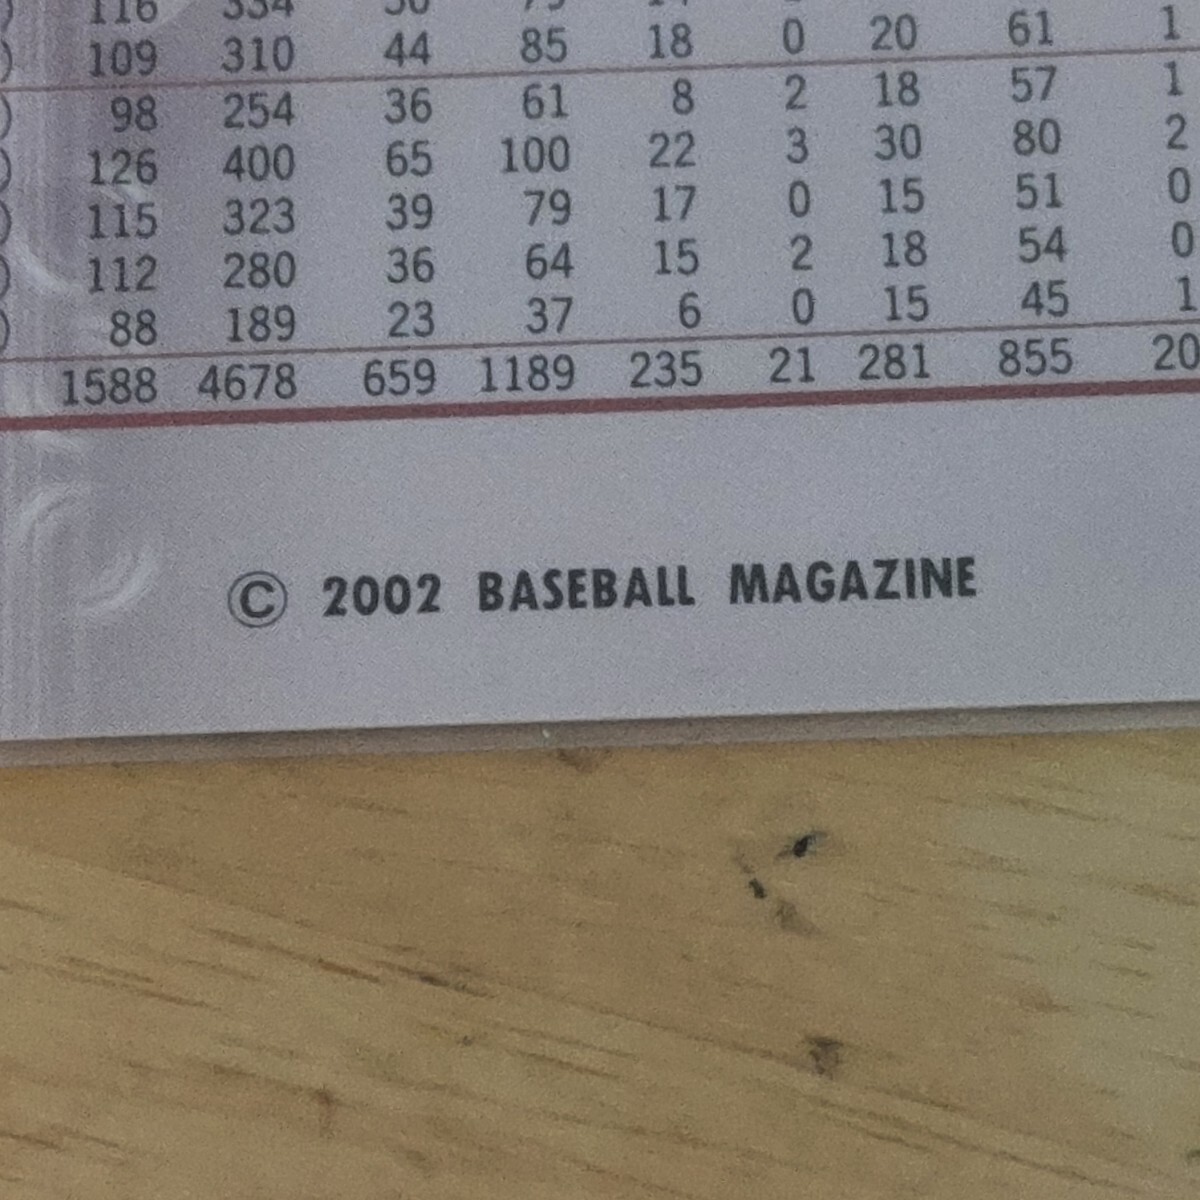 116 334
109 310 44 85 18 0 20 61 1
98 254 36 61 8 2 18 57 1
126 400 65 100 22 3 30 80 2
115 323 39 79 17 0 15 51 0
112 280 36 64 15 2 18 54 0
88 189 23 37 6 0 15 45 1
1588 4678 659 1189 235 21 281 855 20
© 2002 BASEBALL MAGAZINE